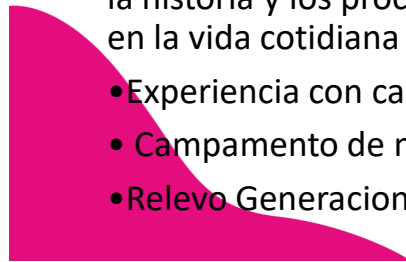 la historia y los proc
en la vida cotidiana
•Experiencia con ca
• Campamento de
•Relevo Generacion